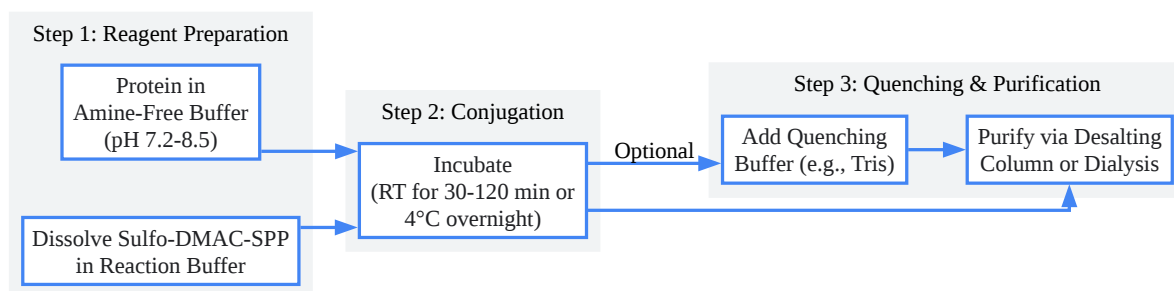 Step 1: Reagent Preparation
Protein in
Amine-Free Buffer
(pH 7.2-8.5)
Dissolve Sulfo-DMAC-SPP
in Reaction Buffer
Step 2: Conjugation
Incubate
(RT for 30-120 min or
4°C overnight)
Optional
Step 3: Quenching & Purification
Add Quenching
Buffer (e.g., Tris)
Purify via Desalting
Column or Dialysis